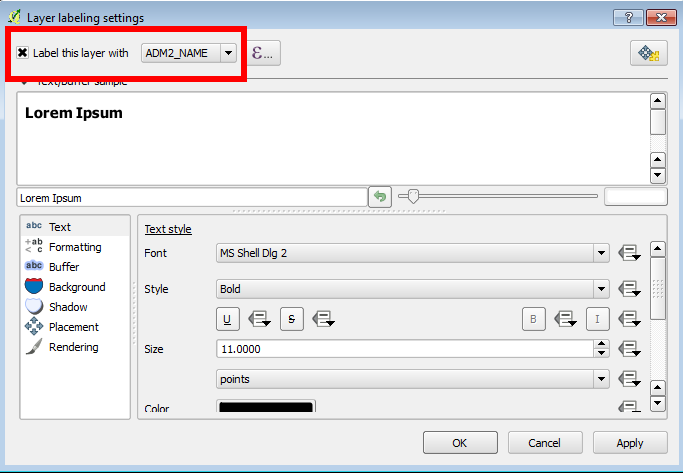 Layer labeling settings
Label this layer with ADM2_NAME ε...
Text/buffer sample
Lorem Ipsum
Lorem Ipsum
abc Text
+ab < c Formatting
abc Buffer
Background
Shadow
Placement
Rendering
Text style
Font MS Shell Dlg 2
Style Bold
U S B I
Size 11.0000
points
Color
OK Cancel Apply